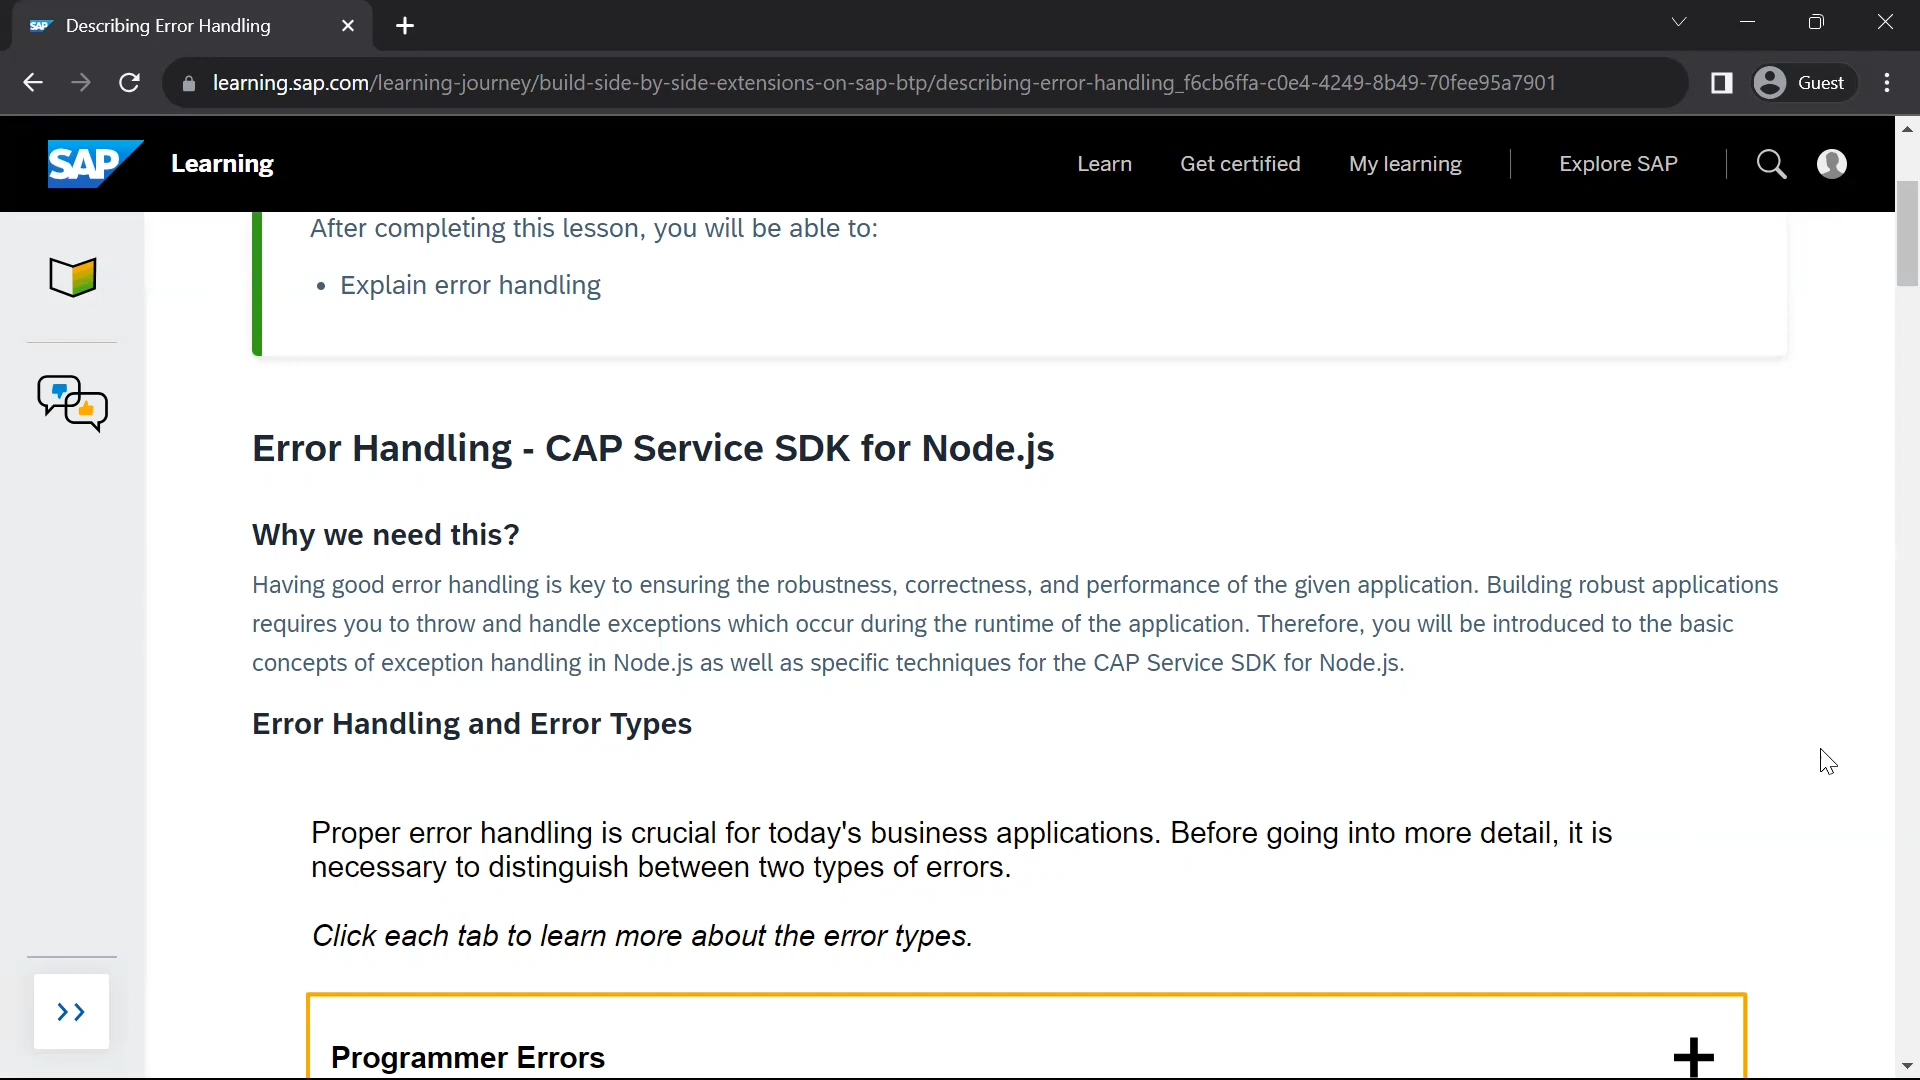 SAP Describing Error Handling
learning.sap.com/learning-journey/build-side-by-side-extensions-on-sap-btp/describing-error-handling_f6cb6ffa-c0e4-4249-8b49-70fee95a7901
Guest
SAP Learning
Learn Get certified My learning Explore SAP
After completing this lesson, you will be able to:
• Explain error handling
Error Handling - CAP Service SDK for Node.js
Why we need this?
Having good error handling is key to ensuring the robustness, correctness, and performance of the given application. Building robust applications
requires you to throw and handle exceptions which occur during the runtime of the application. Therefore, you will be introduced to the basic
concepts of exception handling in Node.js as well as specific techniques for the CAP Service SDK for Node.js.
Error Handling and Error Types
Proper error handling is crucial for today's business applications. Before going into more detail, it is
necessary to distinguish between two types of errors.
Click each tab to learn more about the error types.
Programmer Errors